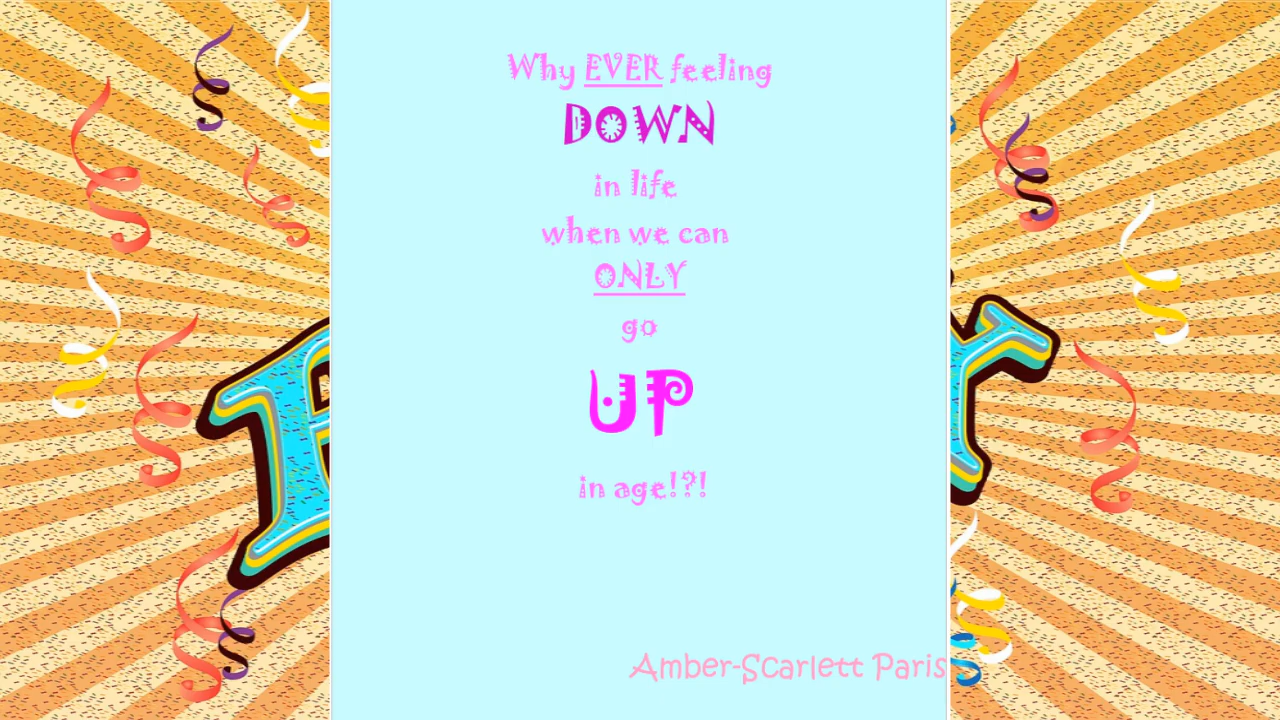 Why EVER feeling
DOWN
in life
when we can
ONLY
go
UP
in age!?!
Amber-Scarlett Paris